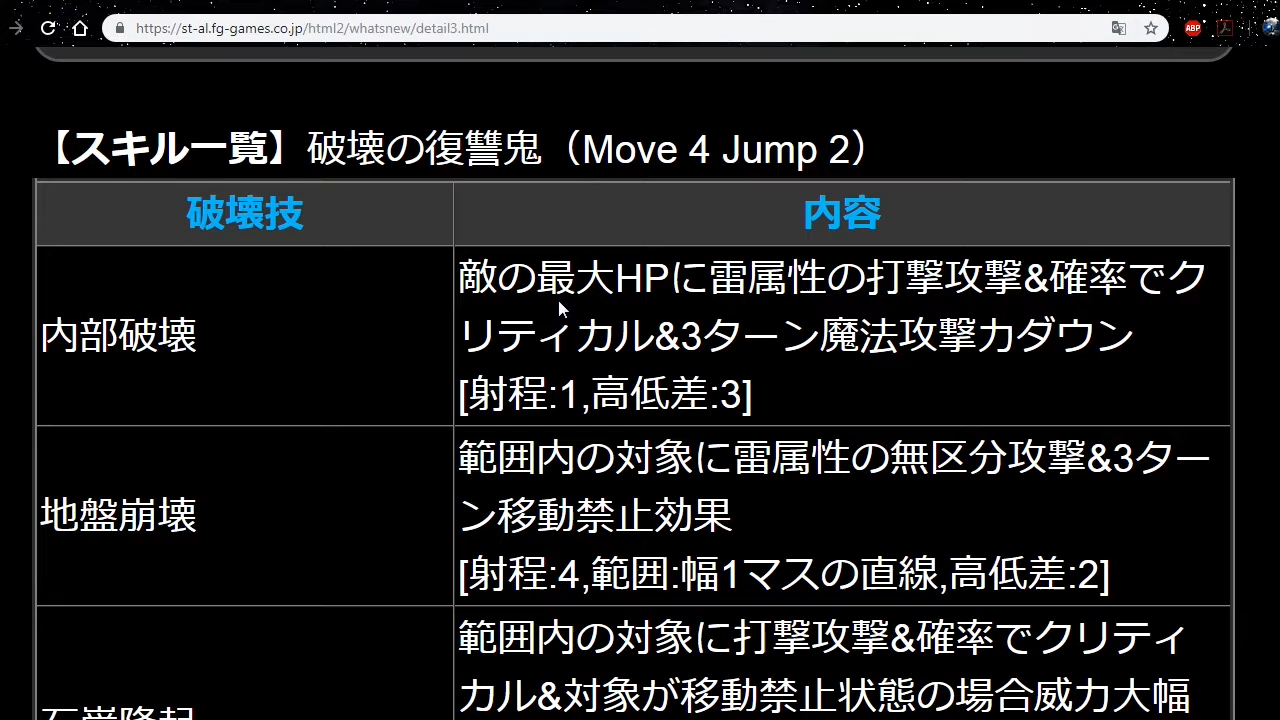 https://st-al.fg-games.co.jp/html2/whatsnew/detail3.html
ABP
【スキル一覧】破壊の復讐鬼（Move 4 Jump 2）
破壊技
内容
内部破壊
敵の最大HPに雷属性の打撃攻撃&確率でク
リティカル&3ターン魔法攻撃力ダウン
[射程:1,高低差:3]
地盤崩壊
範囲内の対象に雷属性の無区分攻撃&3ター
ン移動禁止効果
[射程:4,範囲:幅1マスの直線,高低差:2]
石巌隆起
範囲内の対象に打撃攻撃&確率でクリティ
カル&対象が移動禁止状態の場合威力大幅